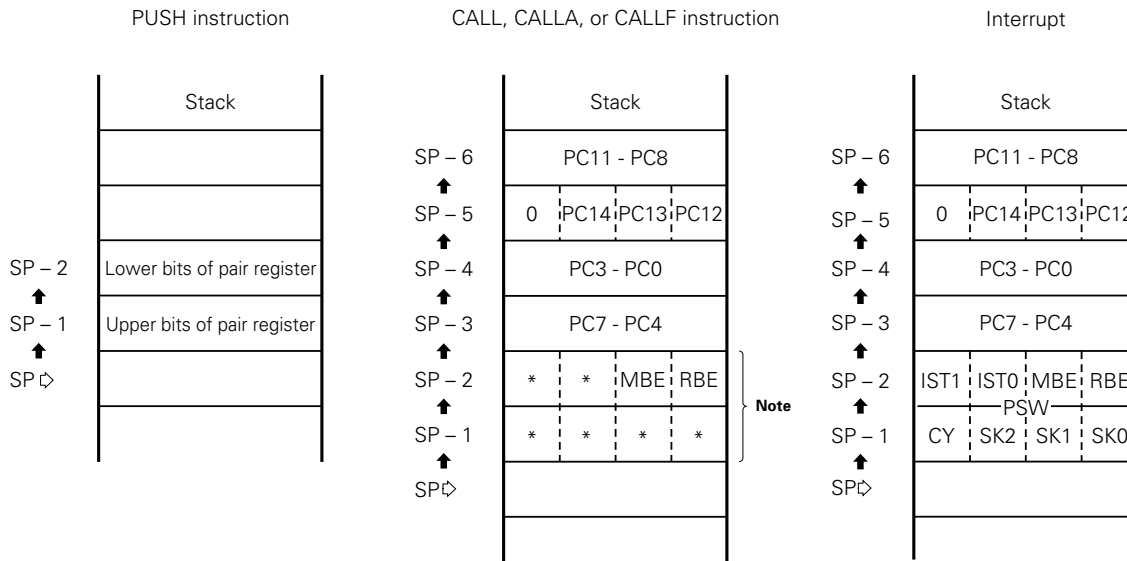 PUSH instruction
CALL, CALLA, or CALLF instruction
Interrupt
Stack
SP – 2 Lower bits of pair register
SP – 1 Upper bits of pair register
SP
Stack
SP – 6 PC11 - PC8
SP – 5 0 PC14 PC13 PC12
SP – 4 PC3 - PC0
SP – 3 PC7 - PC4
SP – 2 * * MBE RBE
Note
SP – 1 * * * *
SP
Stack
SP – 6 PC11 - PC8
SP – 5 0 PC14 PC13 PC12
SP – 4 PC3 - PC0
SP – 3 PC7 - PC4
SP – 2 IST1 IST0 MBE RBE
PSW
SP – 1 CY SK2 SK1 SK0
SP